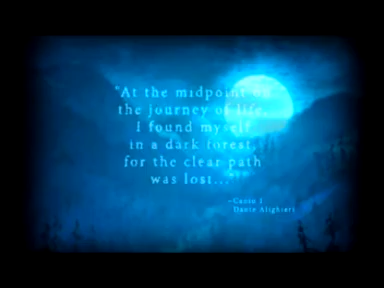 "At the midpoint on
the journey of life,
I found myself
in a dark forest,
for the clear path
was lost..."
~Canto I
Dante Alighieri